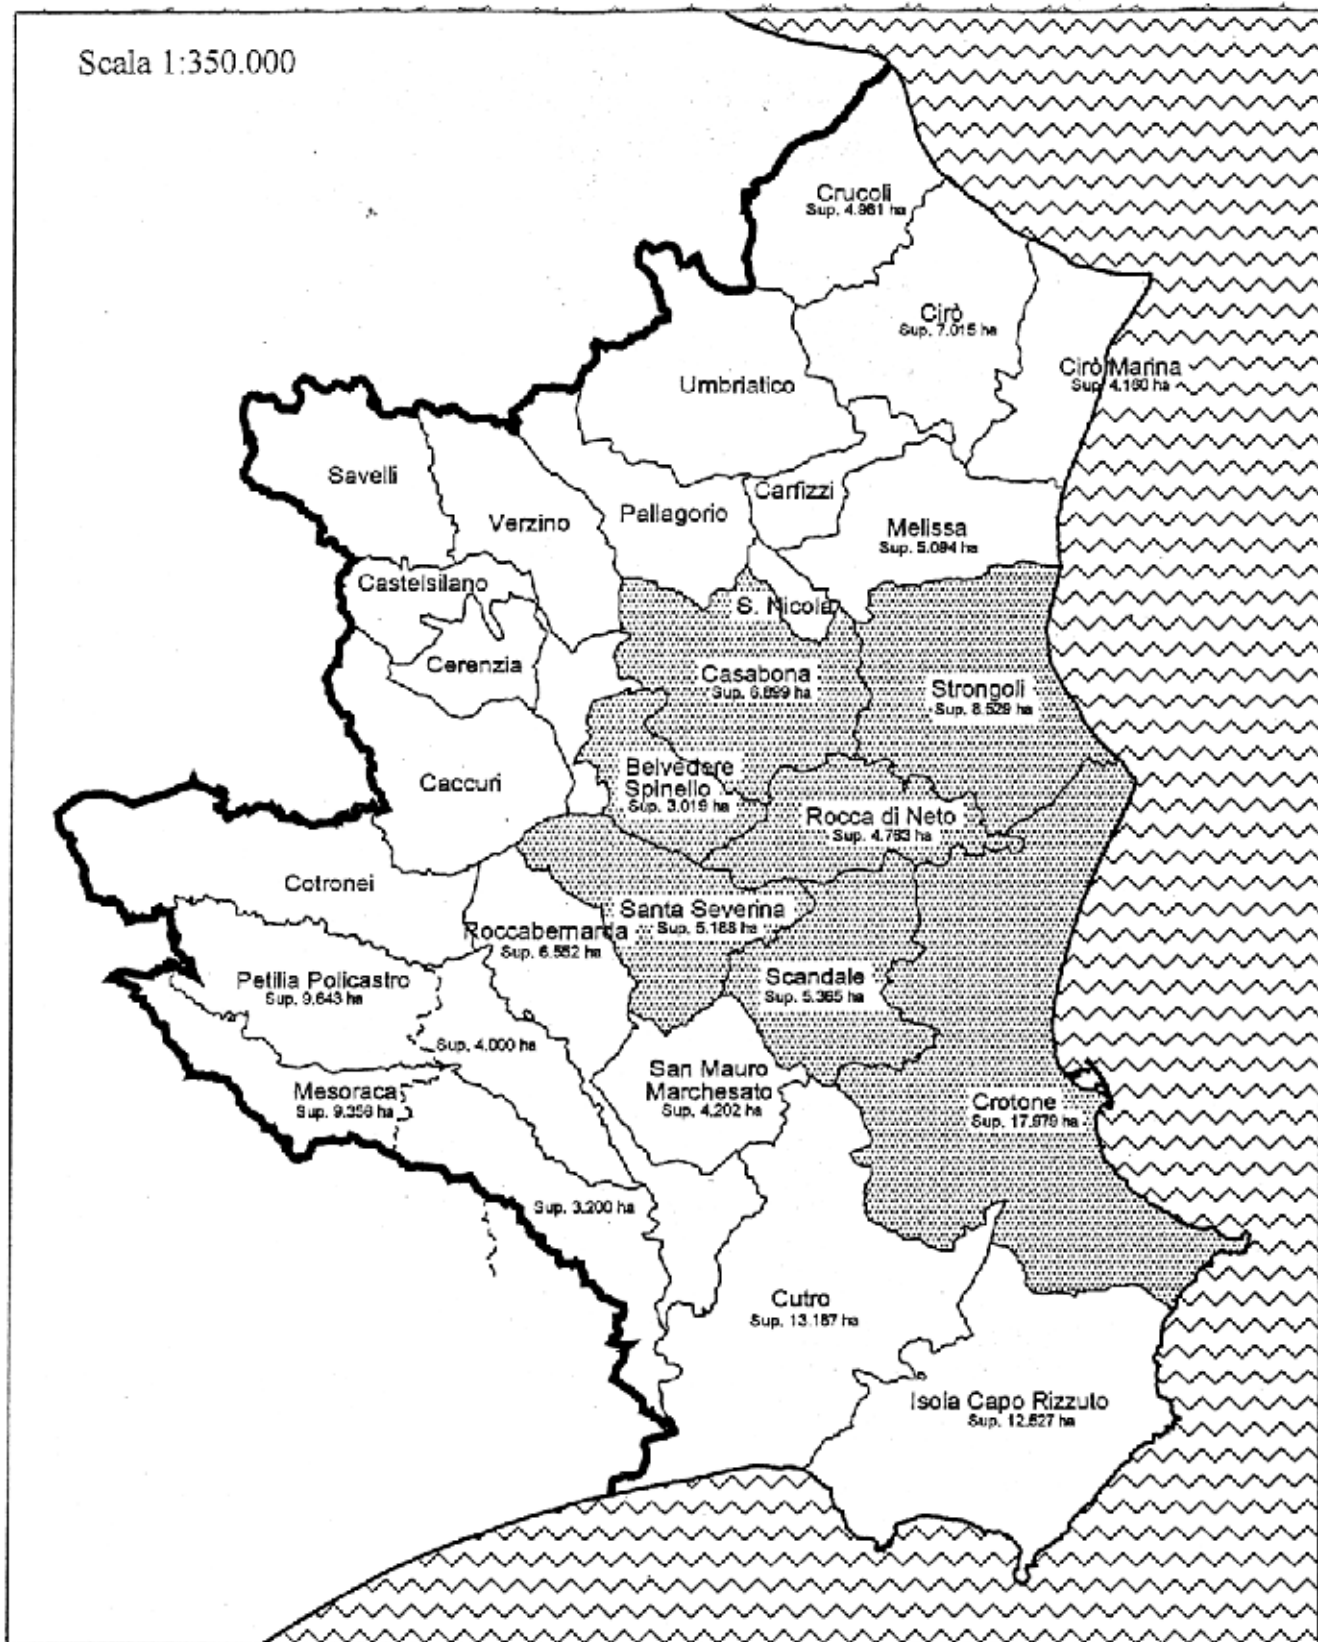 Scala 1:350.000
Crucoli
Sup. 4.961 ha
Cirò
Sup. 7.015 ha
Cirò Marina
Sup. 4.160 ha
Umbriatico
Savelli
Verzino
Pallagorio
Carfizzi
Melissa
Sup. 5.094 ha
Castelsilano
S. Nicola
Cerenzia
Casabona
Sup. 6.899 ha
Strongoli
Sup. 8.529 ha
Caccuri
Belvedere
Spinello
Sup. 3.019 ha
Rocca di Neto
Sup. 4.763 ha
Cotronei
Santa Severina
Sup. 5.188 ha
Roccabernarda
Sup. 6.552 ha
Petilia Policastro
Sup. 9.643 ha
Scandale
Sup. 5.365 ha
Sup. 4.000 ha
San Mauro
Marchesato
Sup. 4.202 ha
Mesoraca
Sup. 9.356 ha
Crotone
Sup. 17.979 ha
Sup. 3.200 ha
Cutro
Sup. 13.187 ha
Isola Capo Rizzuto
Sup. 12.527 ha